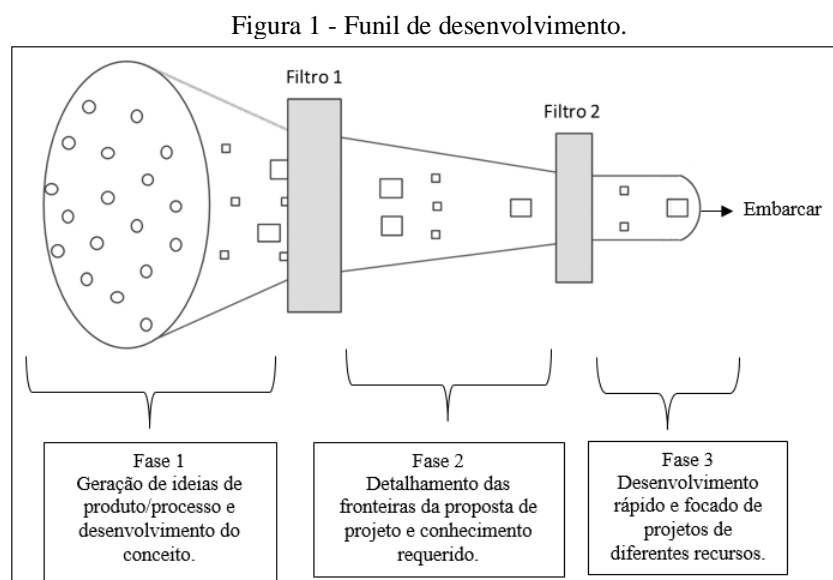 Figura 1 - Funil de desenvolvimento.
Filtro 1
Filtro 2
Embarcar
Fase 1
Geração de ideias de
produto/processo e
desenvolvimento do
conceito.
Fase 2
Detalhamento das
fronteiras da proposta de
projeto e conhecimento
requerido.
Fase 3
Desenvolvimento
rápido e focado de
projetos de
diferentes recursos.